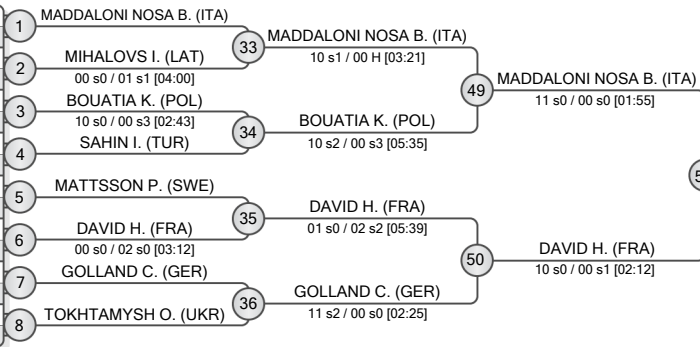 1
MADDALONI NOSA B. (ITA)
2
MIHALOVS I. (LAT)
00 s0 / 01 s1 [04:00]
3
BOUATIA K. (POL)
10 s0 / 00 s3 [02:43]
4
SAHIN I. (TUR)
5
MATTSSON P. (SWE)
6
DAVID H. (FRA)
00 s0 / 02 s0 [03:12]
7
GOLLAND C. (GER)
8
TOKHTAMYSH O. (UKR)
33
MADDALONI NOSA B. (ITA)
10 s1 / 00 H [03:21]
34
BOUATIA K. (POL)
10 s2 / 00 s3 [05:35]
35
DAVID H. (FRA)
01 s0 / 02 s2 [05:39]
36
GOLLAND C. (GER)
11 s2 / 00 s0 [02:25]
49
MADDALONI NOSA B. (ITA)
11 s0 / 00 s0 [01:55]
50
DAVID H. (FRA)
10 s0 / 00 s1 [02:12]